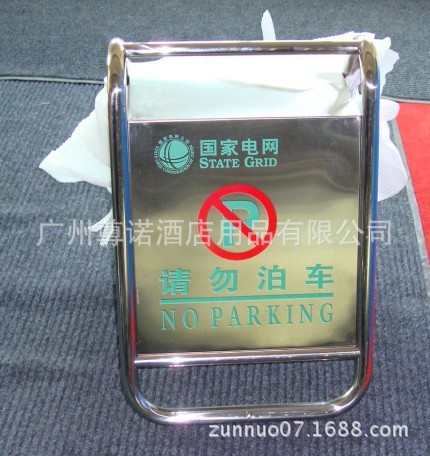 国家电网
STATE GRID
P
广州博诺酒店用品有限公司
请勿泊车
NO PARKING
zunnuo07.1688.com